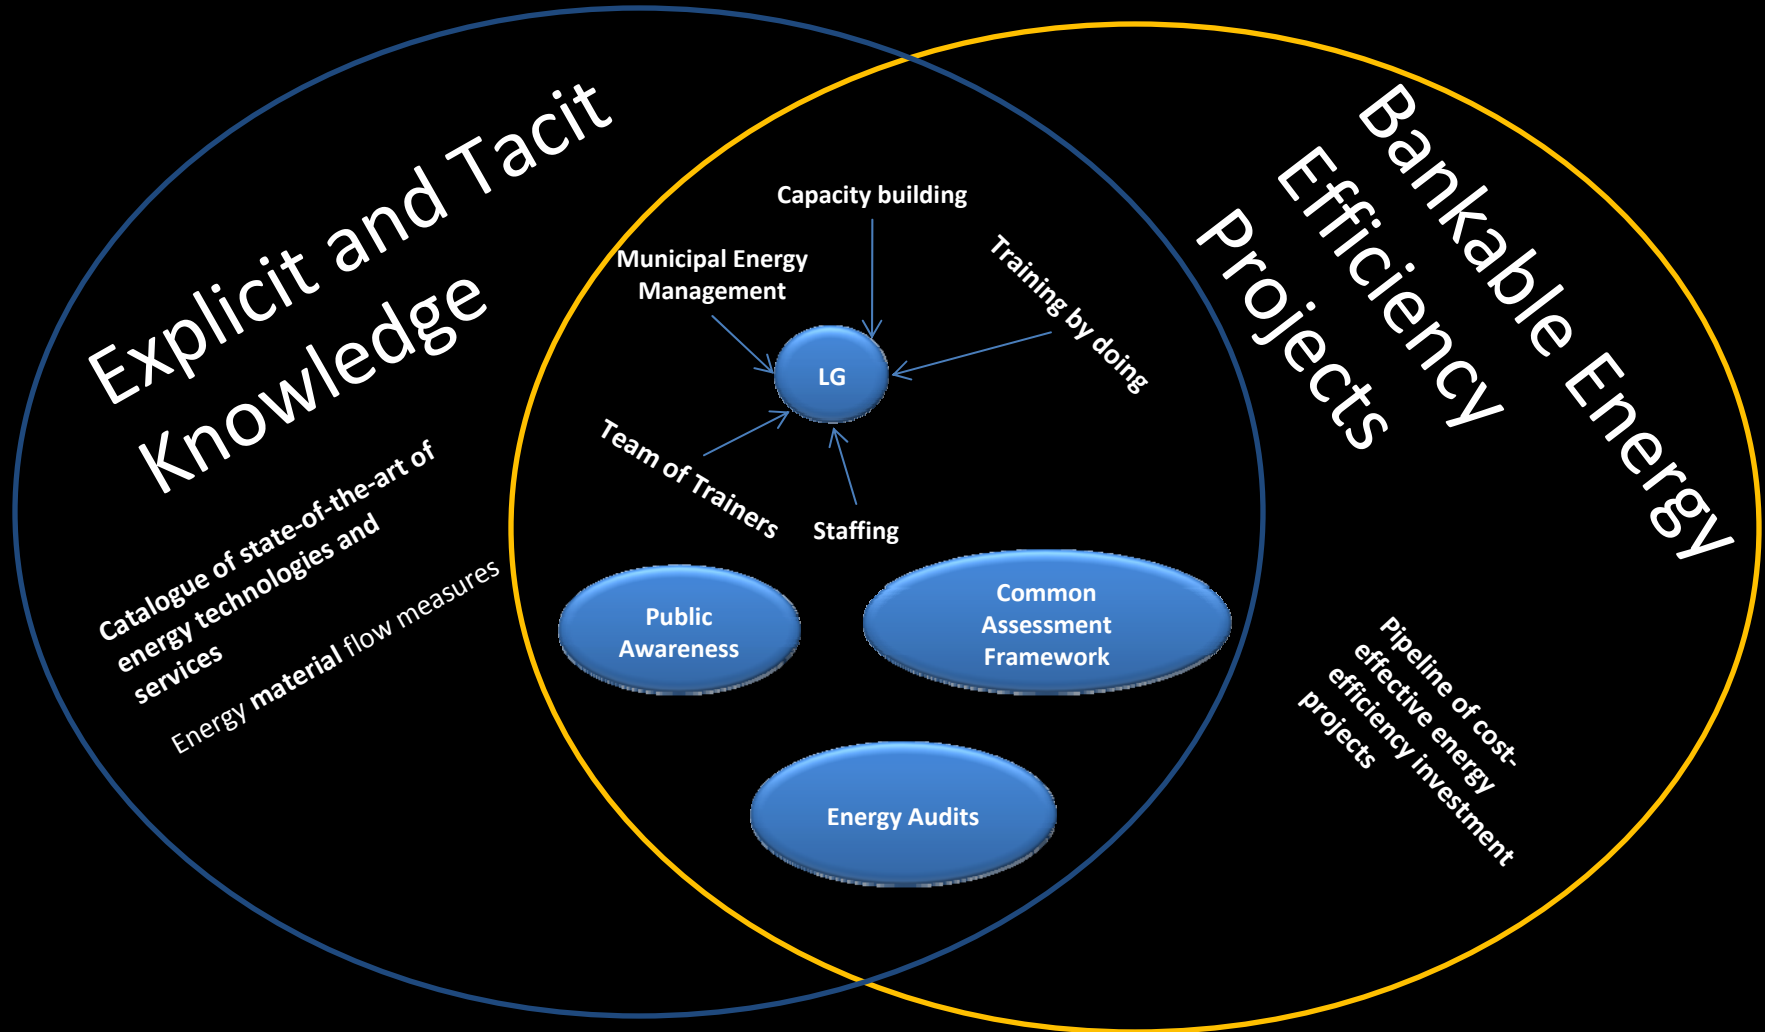 Explicit and Tacit
Knowledge
Catalogue of state-of-the-art of
energy technologies and
services
Energy material flow measures
Capacity building
Municipal Energy
Management
Training by doing
LG
Team of Trainers
Staffing
Public
Awareness
Common
Assessment
Framework
Energy Audits
Bankable Energy
Efficiency
Projects
Pipeline of cost-
effective energy
efficiency investment
projects